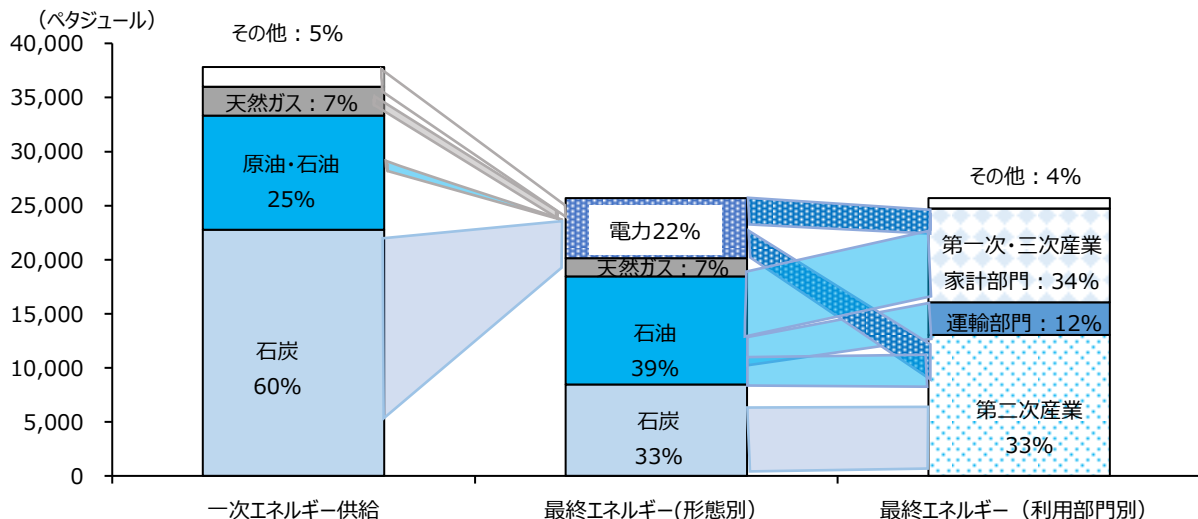 （ペタジュール）
40,000
35,000
30,000
25,000
20,000
15,000
10,000
5,000
0
その他：5%
天然ガス：7%
原油・石油
25%
石炭
60%
電力22%
天然ガス：7%
石油
39%
石炭
33%
その他：4%
第一次・三次産業
家計部門：34%
運輸部門：12%
第二次産業
33%
一次エネルギー供給
最終エネルギー(形態別）
最終エネルギー（利用部門別）